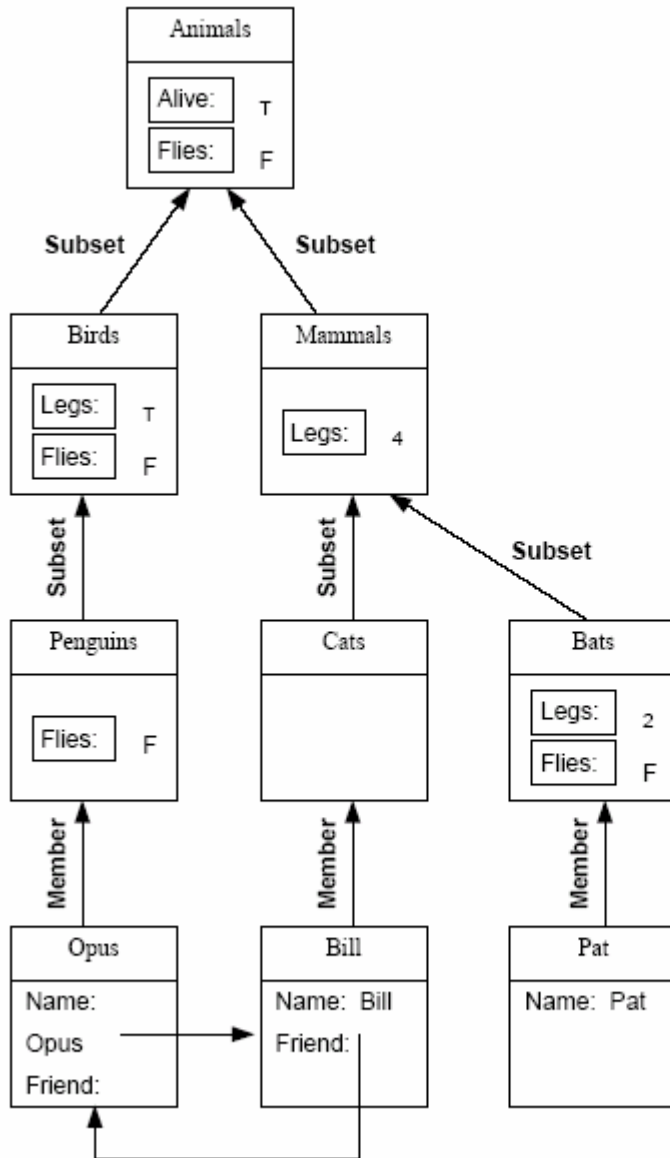 Animals
Alive: T
Flies: F
Subset Subset
Birds Mammals
Legs: T
Flies: F
Legs: 4
Subset Subset Subset
Penguins Cats Bats
Flies: F
Legs: 2
Flies: F
Member Member Member
Opus Bill Pat
Name:
Opus
Friend:
Name: Bill
Friend:
Name: Pat